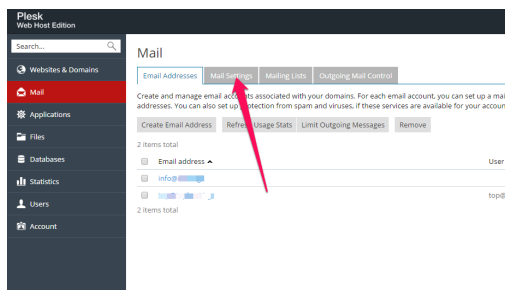 Plesk
Web Host Edition
Search...
Mail
Email Addresses Mail Settings Mailing Lists Outgoing Mail Control
Create and manage email accounts associated with your domains. For each email account, you can set up a mai
addresses. You can also set up protection from spam and viruses, if these services are available for your accoun
Create Email Address Refresh Usage Stats Limit Outgoing Messages Remove
2 items total
Email address User
info@
top@ma
2 items total
Websites & Domains
Mail
Applications
Files
Databases
Statistics
Users
Account